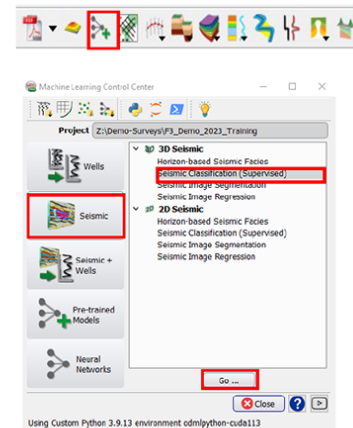 Machine Learning Control Center
Project Z:\Demo-Surveys\F3_Demo_2023_Training
Wells
Seismic
Seismic +
Wells
Pre-trained
Models
Neural
Networks
3D Seismic
Horizon-based Seismic Facies
Seismic Classification (Supervised)
Seismic Image Segmentation
Seismic Image Regression
2D Seismic
Horizon-based Seismic Facies
Seismic Classification (Supervised)
Seismic Image Segmentation
Seismic Image Regression
Go ...
Close
Using Custom Python 3.9.13 environment odmlpython-cuda113